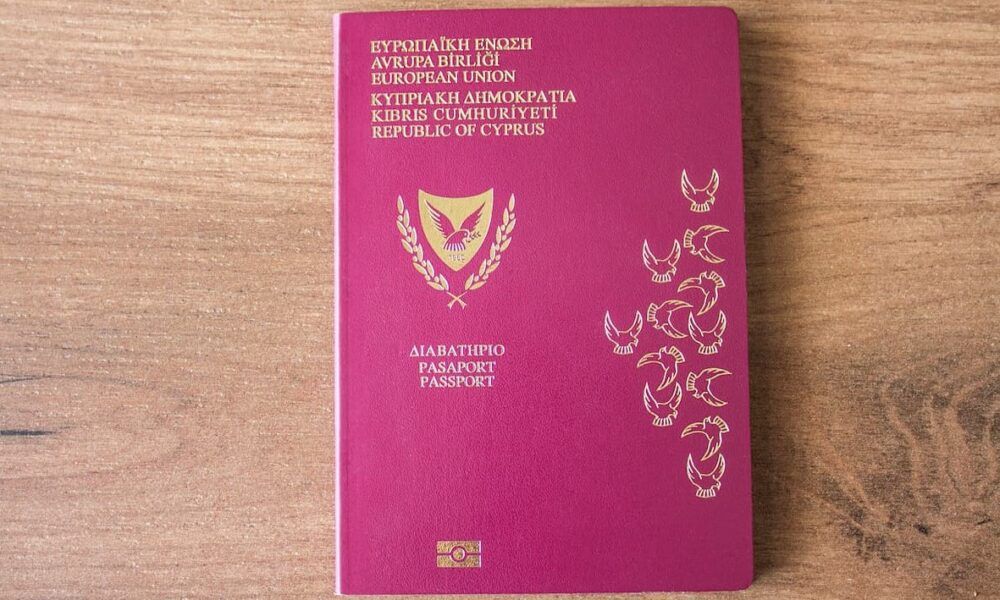 ΕΥΡΩΠΑΪΚΗ ΕΝΩΣΗ
AVRUPA BİRLİĞİ
EUROPEAN UNION
ΚΥΠΡΙΑΚΗ ΔΗΜΟΚΡΑΤΙΑ
KIBRIS CUMHURİYETİ
REPUBLIC OF CYPRUS
1960
ΔΙΑΒΑΤΗΡΙΟ
PASAPORT
PASSPORT